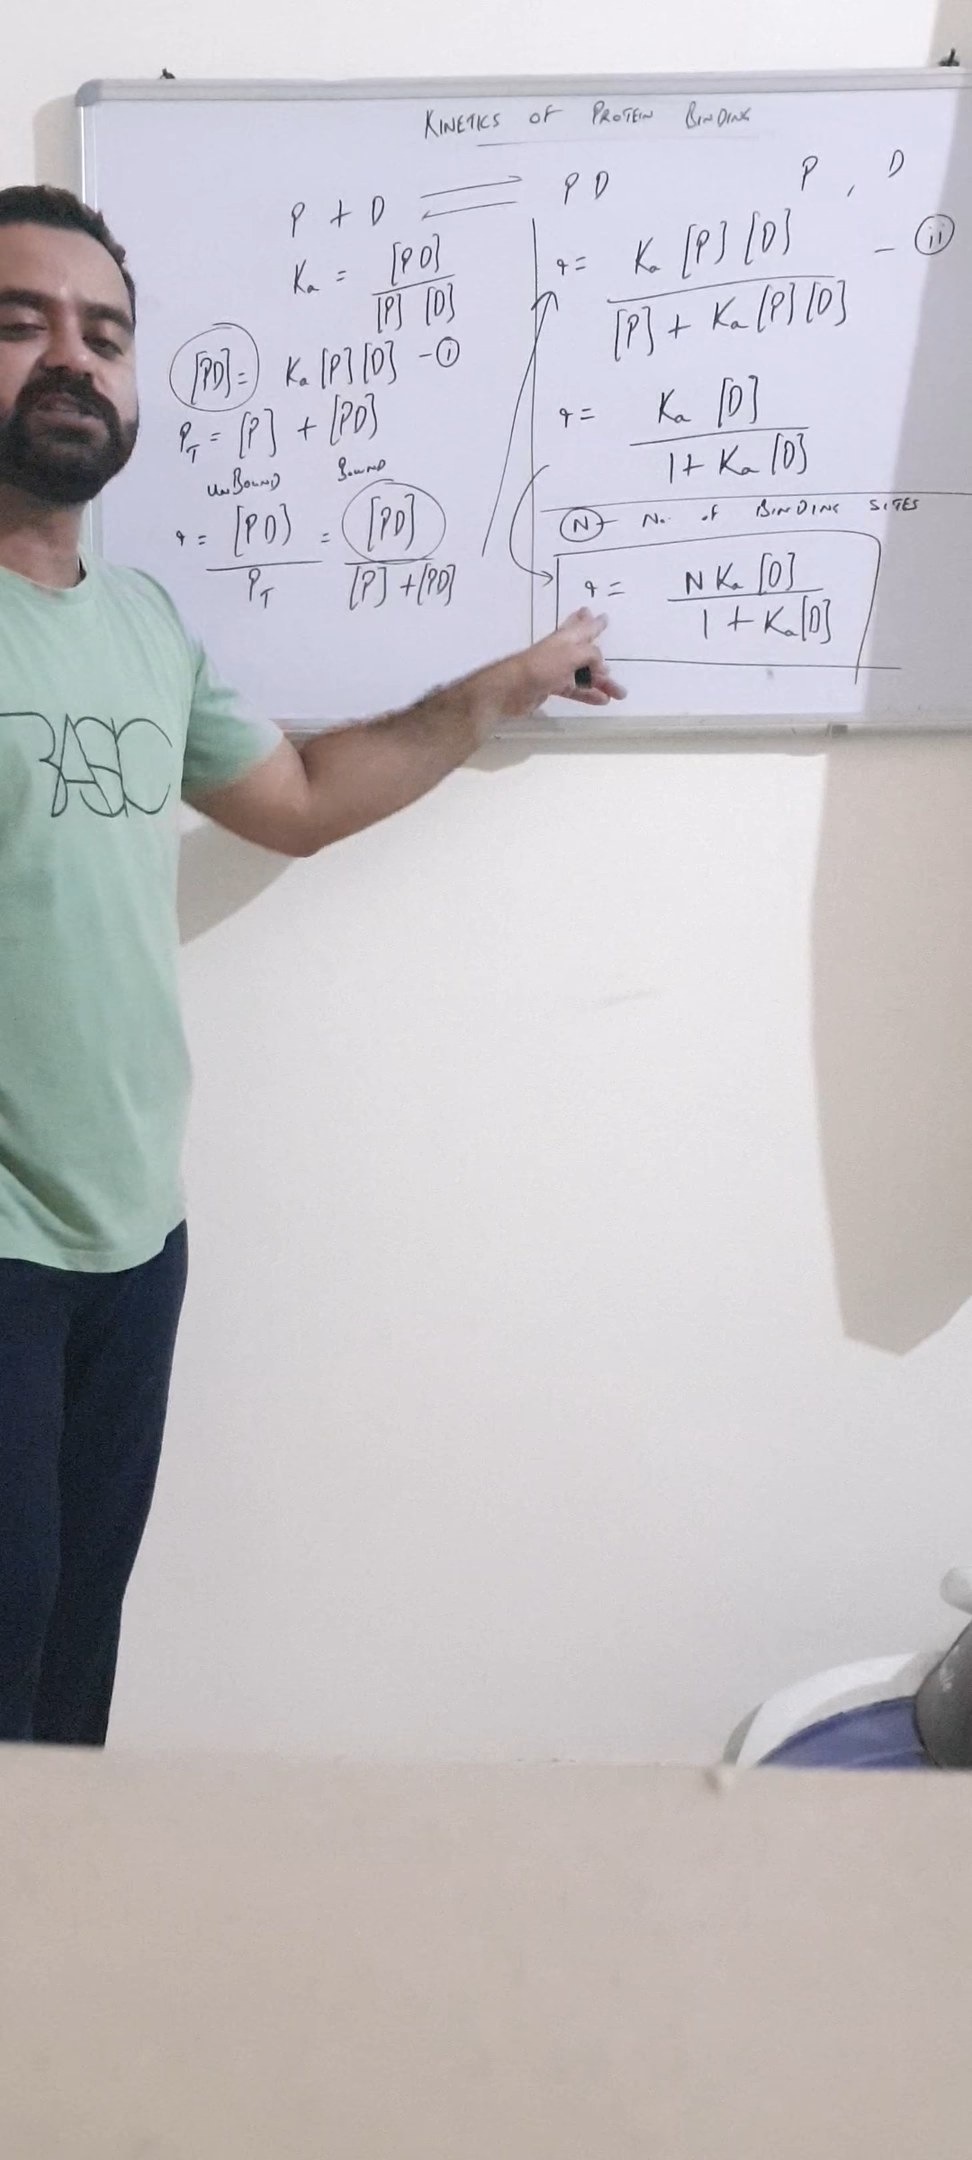 KINETICS OF PROTEIN BINDING
P + D ⇌ PD
P , D
Ka = [PD] / [P] [D]
[PD] = Ka [P] [D] - (i)
PT = [P] + [PD]
UNBOUND BOUND
r = [PD] / PT = [PD] / [P] + [PD]
r = Ka [P] [D] / [P] + Ka [P] [D] - (ii)
r = Ka [D] / 1 + Ka [D]
N - No. of BINDING SITES
r = N Ka [D] / 1 + Ka [D]
BASIC